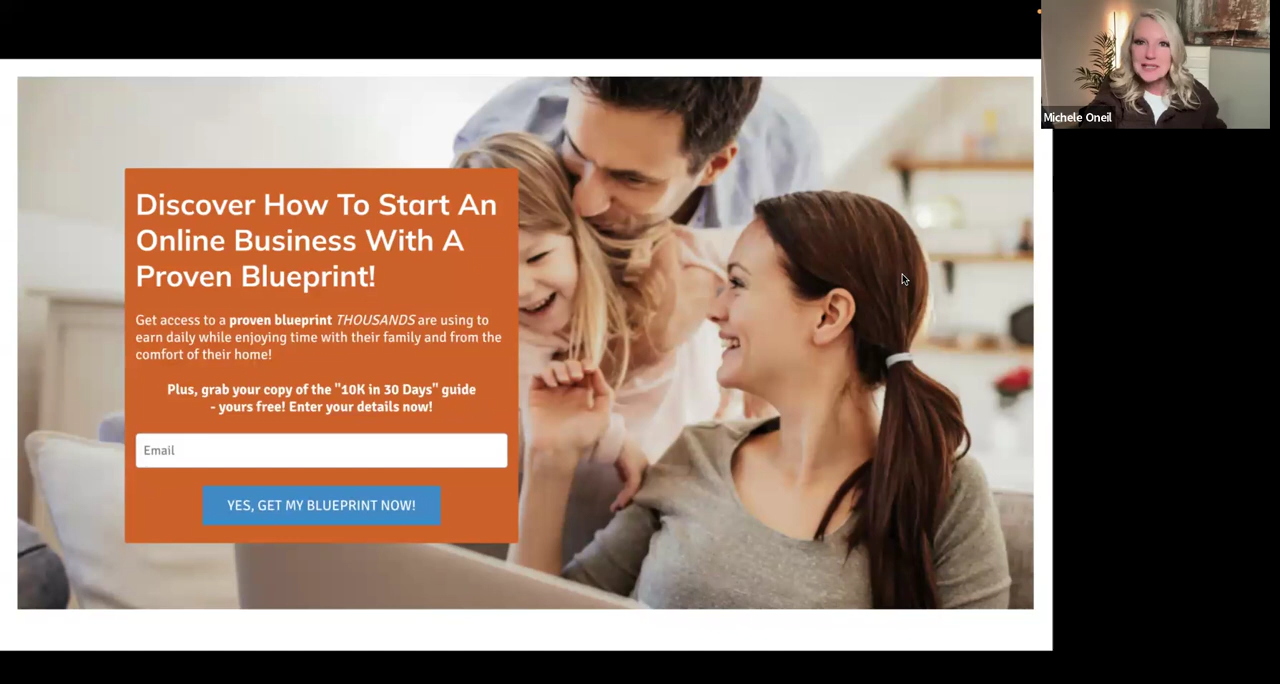 Michele Oneil
Discover How To Start An
Online Business With A
Proven Blueprint!
Get access to a proven blueprint THOUSANDS are using to
earn daily while enjoying time with their family and from the
comfort of their home!
Plus, grab your copy of the "10K in 30 Days" guide
- yours free! Enter your details now!
Email
YES, GET MY BLUEPRINT NOW!